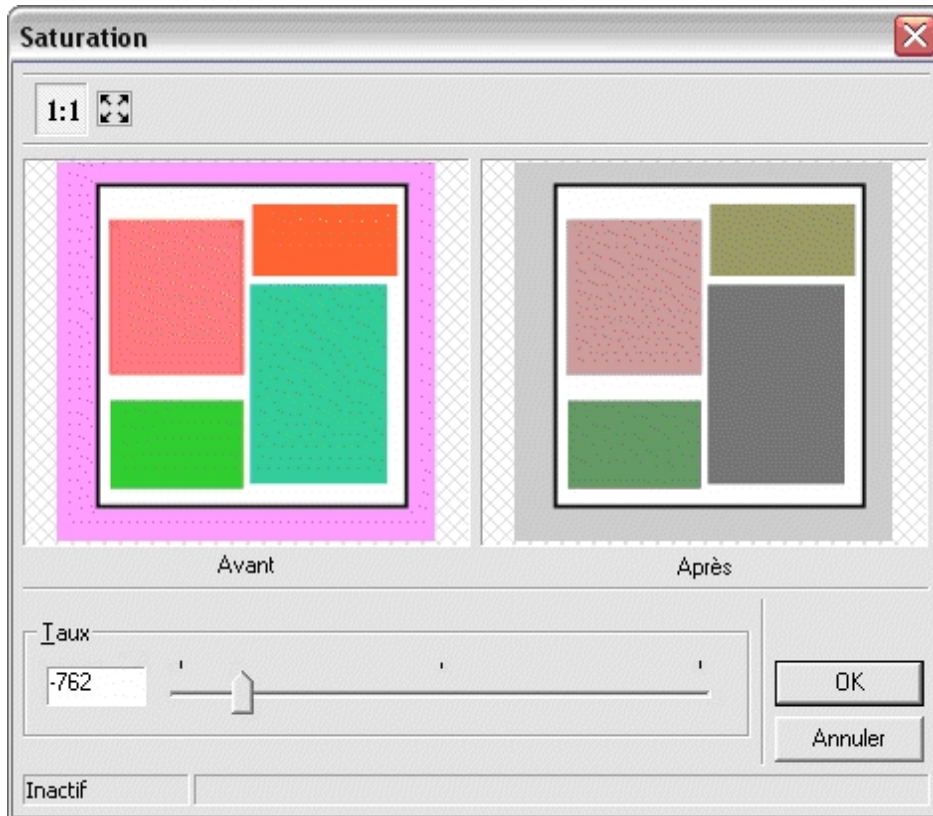 Saturation
1:1
Avant
Après
Taux
-762
OK
Annuler
Inactif